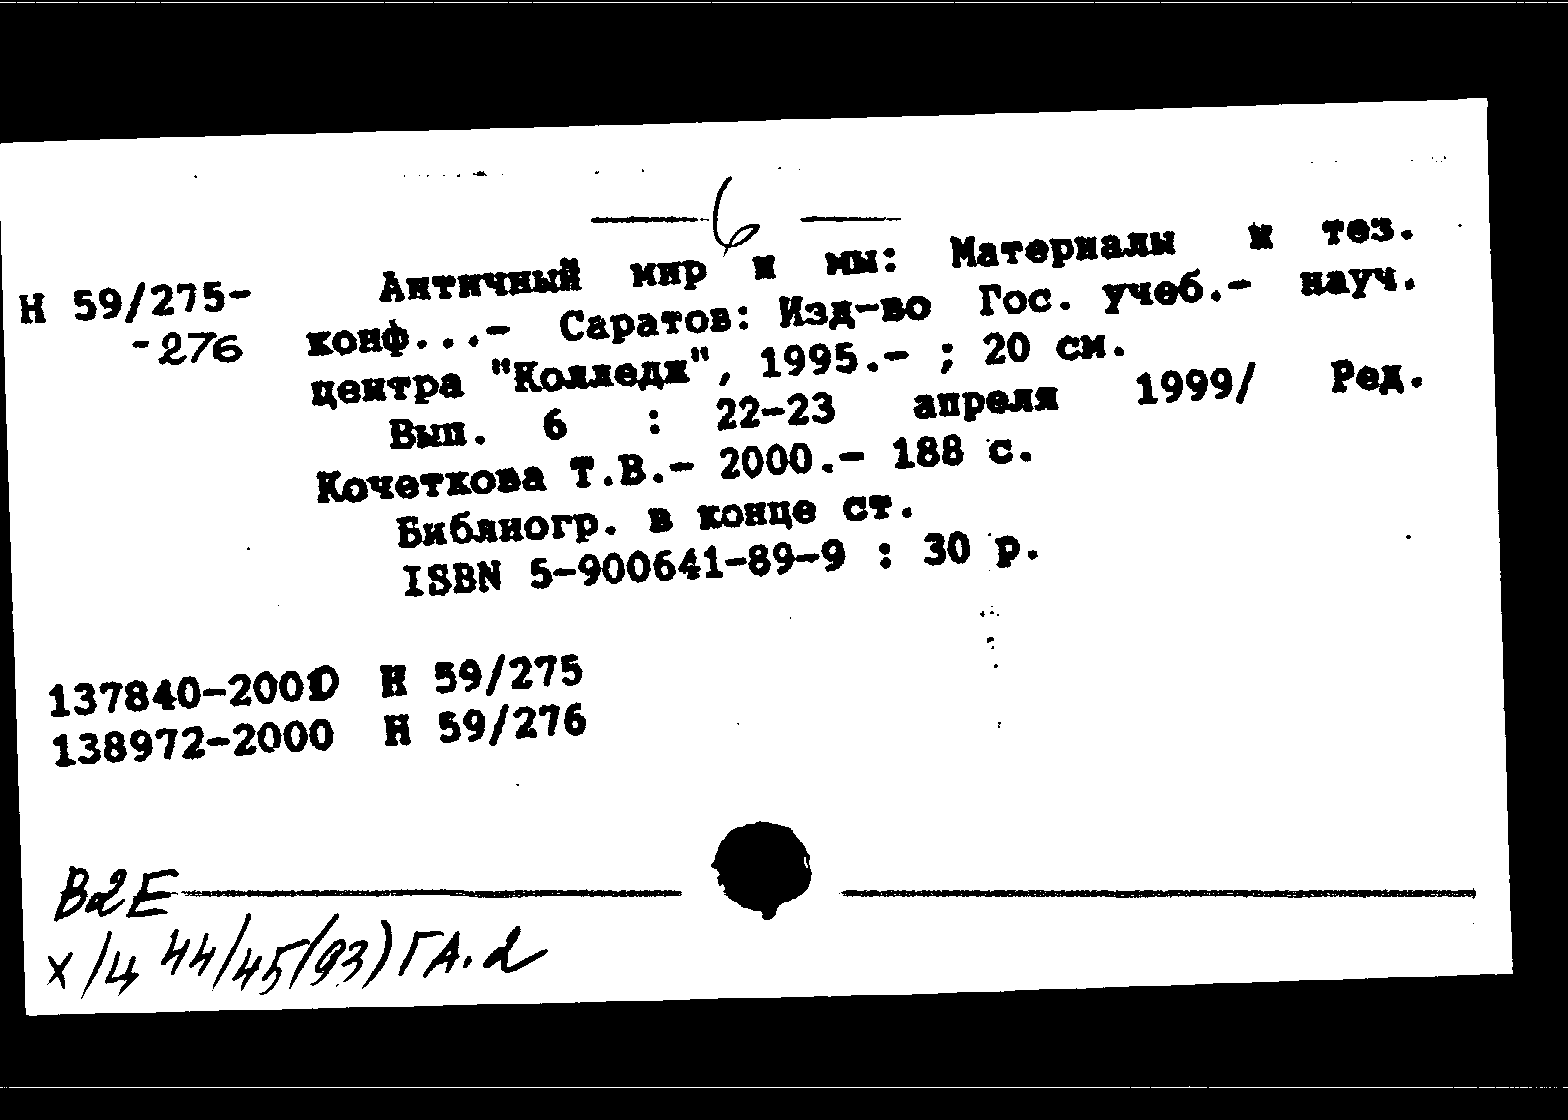 — 6 —
Н 59/275- Античный мир и мы: Материалы и тез.
-276 конф...- Саратов: Изд-во Гос. учеб.- науч.
центра "Колледж", 1995.- ; 20 см.
Вып. 6 : 22-23 апреля 1999/ Ред.
Кочеткова Т.В.- 2000.- 188 с.
Библиогр. в конце ст.
ISBN 5-900641-89-9 : 30 р.
137840-2000 Н 59/275
138972-2000 Н 59/276
В2Е
х/ц 44/45/93) ГА.2